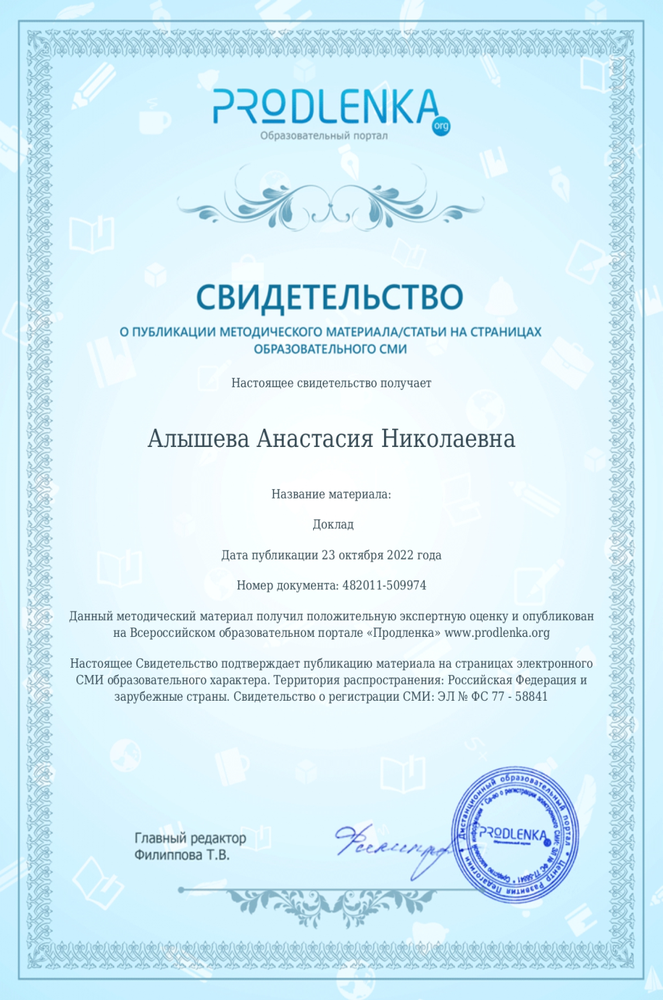 PRODLENKA
org
Образовательный портал
СВИДЕТЕЛЬСТВО
О ПУБЛИКАЦИИ МЕТОДИЧЕСКОГО МАТЕРИАЛА/СТАТЬИ НА СТРАНИЦАХ
ОБРАЗОВАТЕЛЬНОГО СМИ
Настоящее свидетельство получает
Алышева Анастасия Николаевна
Название материала:
Доклад
Дата публикации 23 октября 2022 года
Номер документа: 482011-509974
Данный методический материал получил положительную экспертную оценку и опубликован
на Всероссийском образовательном портале «Продленка» www.prodlenka.org
Настоящее Свидетельство подтверждает публикацию материала на страницах электронного
СМИ образовательного характера. Территория распространения: Российская Федерация и
зарубежные страны. Свидетельство о регистрации СМИ: ЭЛ № ФС 77 - 58841
Главный редактор
Филиппова Т.В.
Дистанционный образовательный портал * Центр Развития Педагогики *
Св-во о регистрации электронного СМИ: ЭЛ № ФС 77-58841 * Средство массовой информации *
PRODLENKA